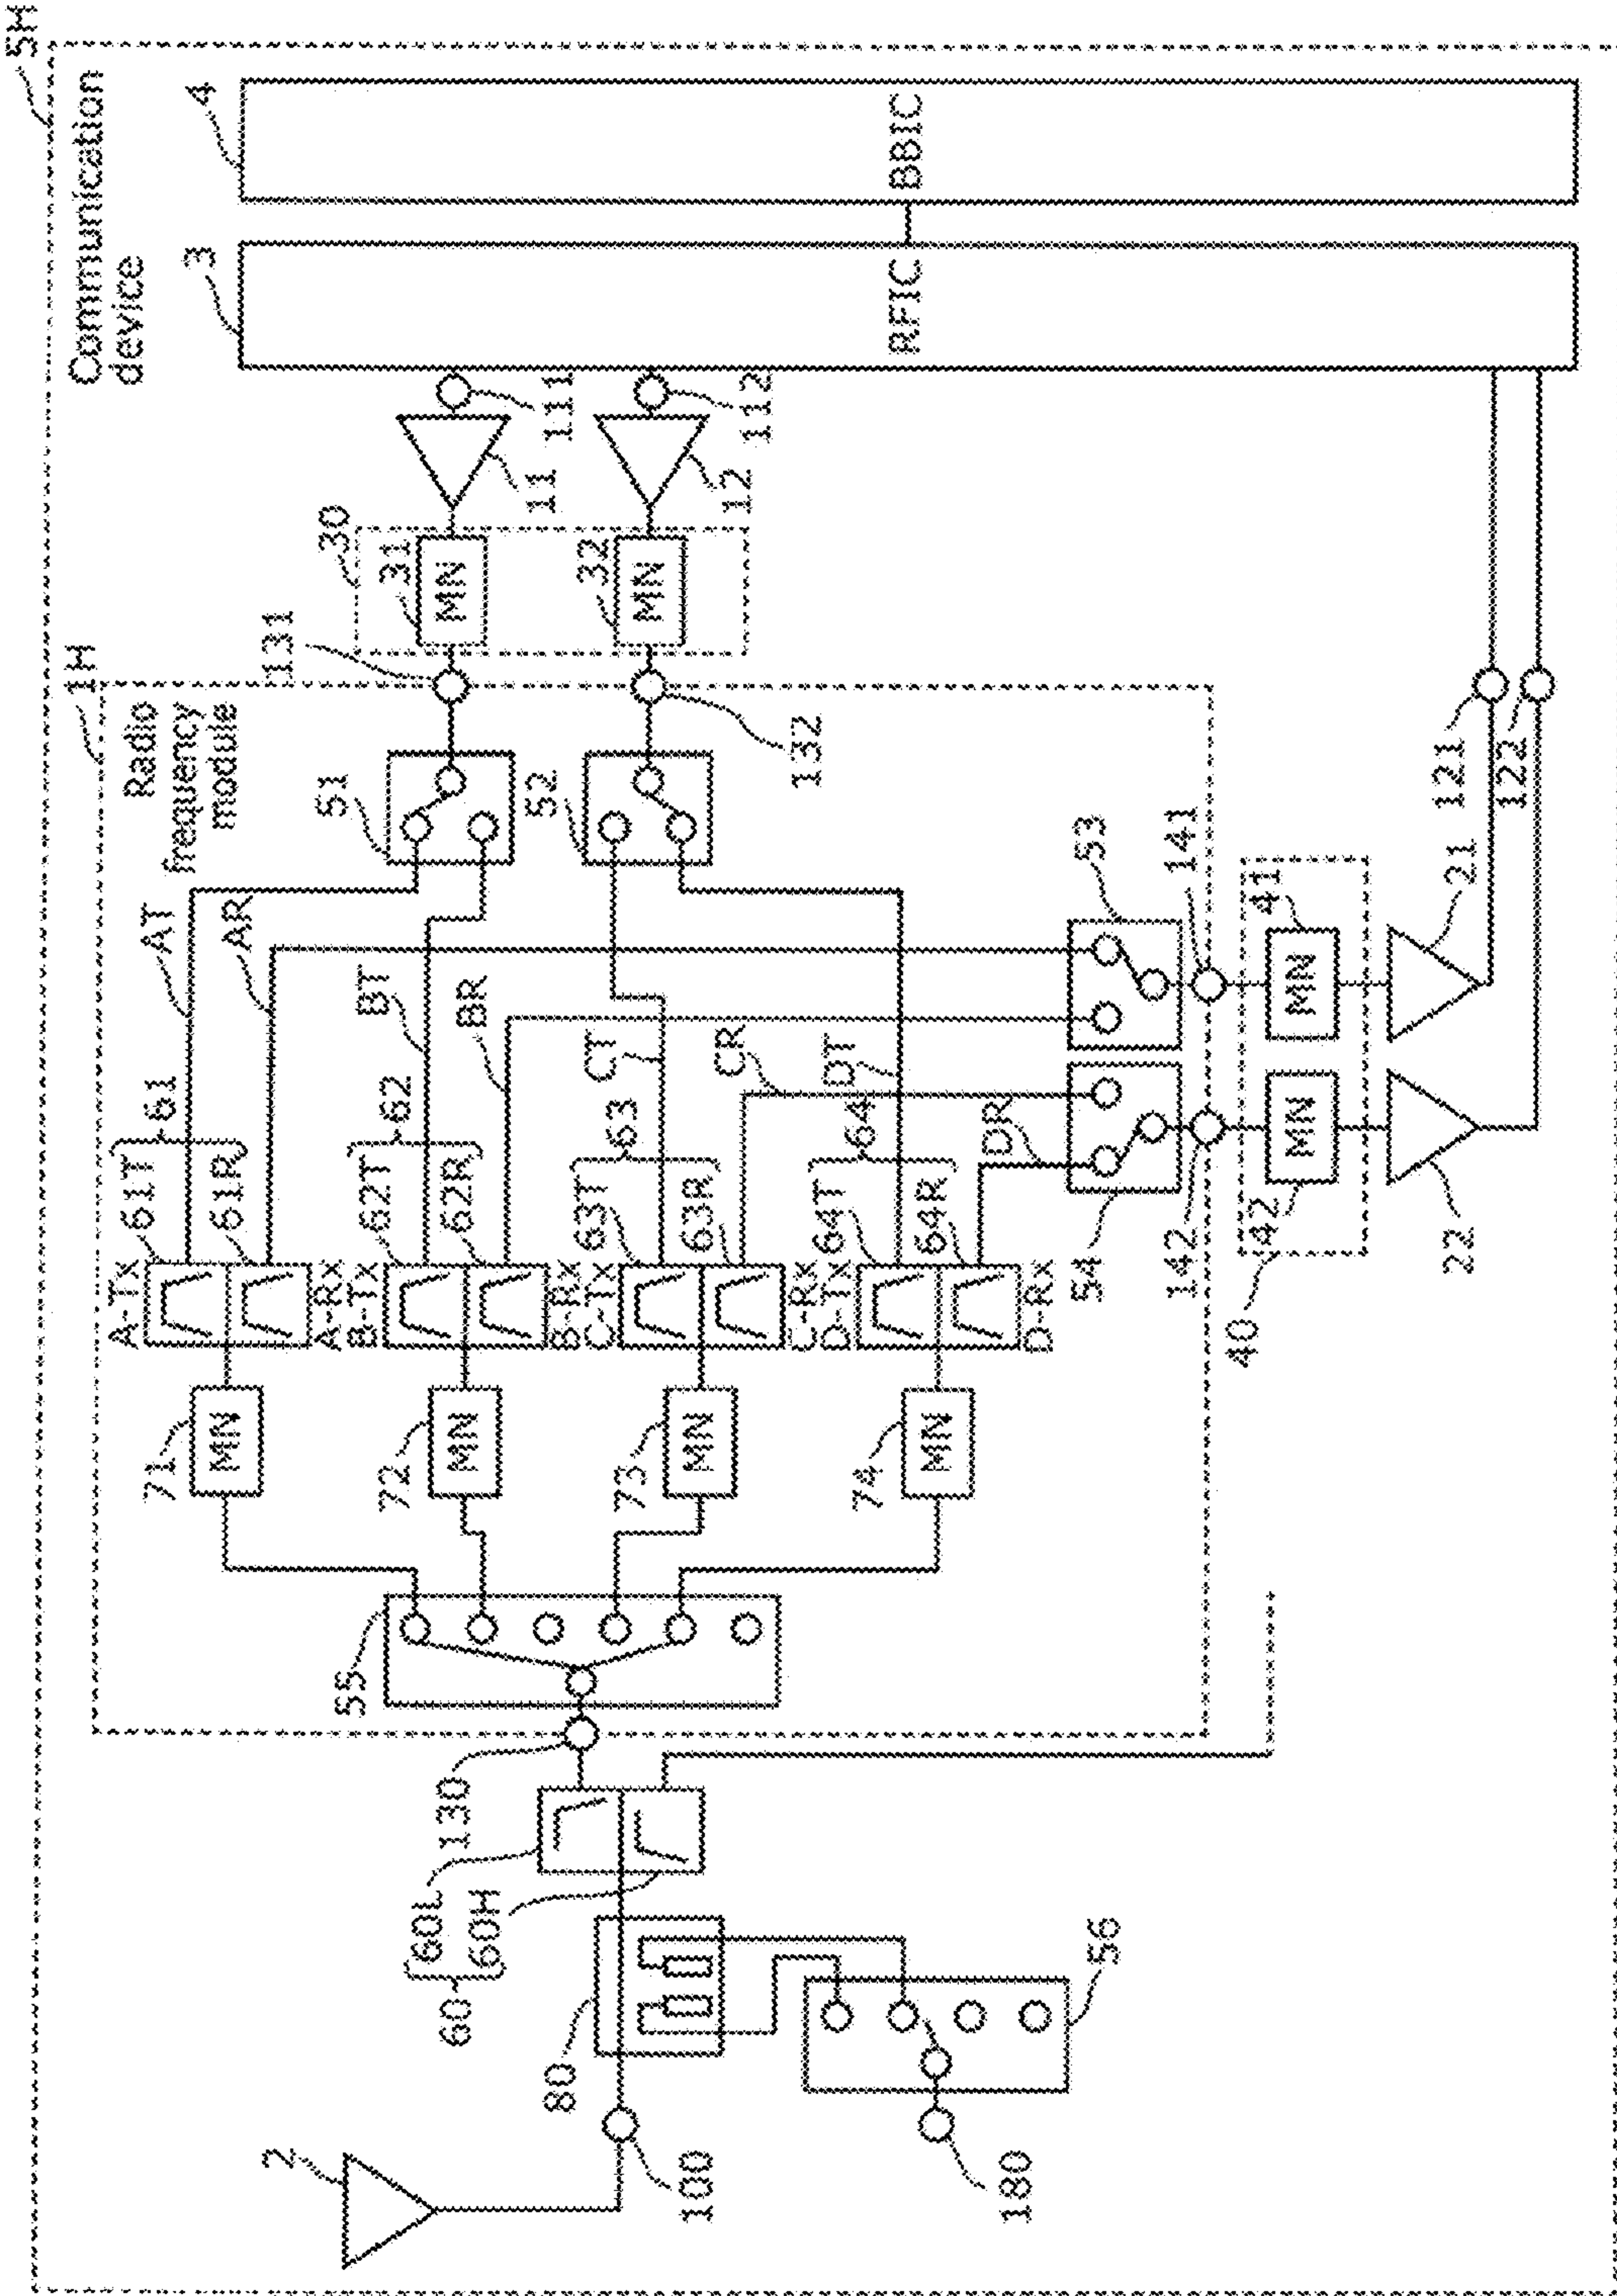 5H
Communication
device
4
BBIC
3
RFIC
111
112
11
12
30
31
MN
32
MN
131
132
1H
Radio
frequency
module
51
52
53
141
121
122
41
MN
21
AT
AR
BT
BR
CT
CR
DT
DR
61
62
63
64
61T
61R
62T
62R
63T
63R
64T
64R
A-Tx
A-Rx
B-Tx
B-Rx
C-Tx
C-Rx
D-Tx
D-Rx
54
142
42
MN
40
22
71
MN
72
MN
73
MN
74
MN
55
130
60L
60H
60
80
56
2
100
180